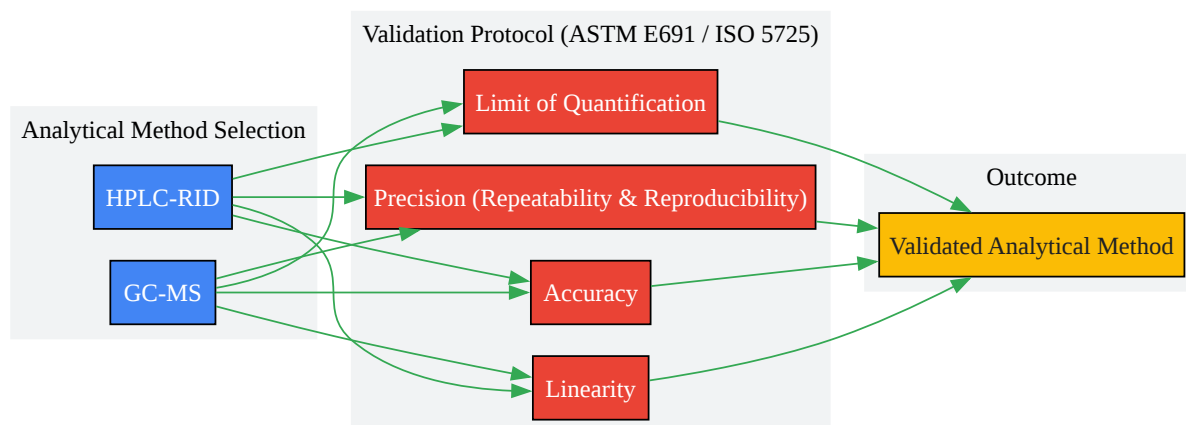 Analytical Method Selection
HPLC-RID
GC-MS
Validation Protocol (ASTM E691 / ISO 5725)
Limit of Quantification
Precision (Repeatability & Reproducibility)
Accuracy
Linearity
Outcome
Validated Analytical Method